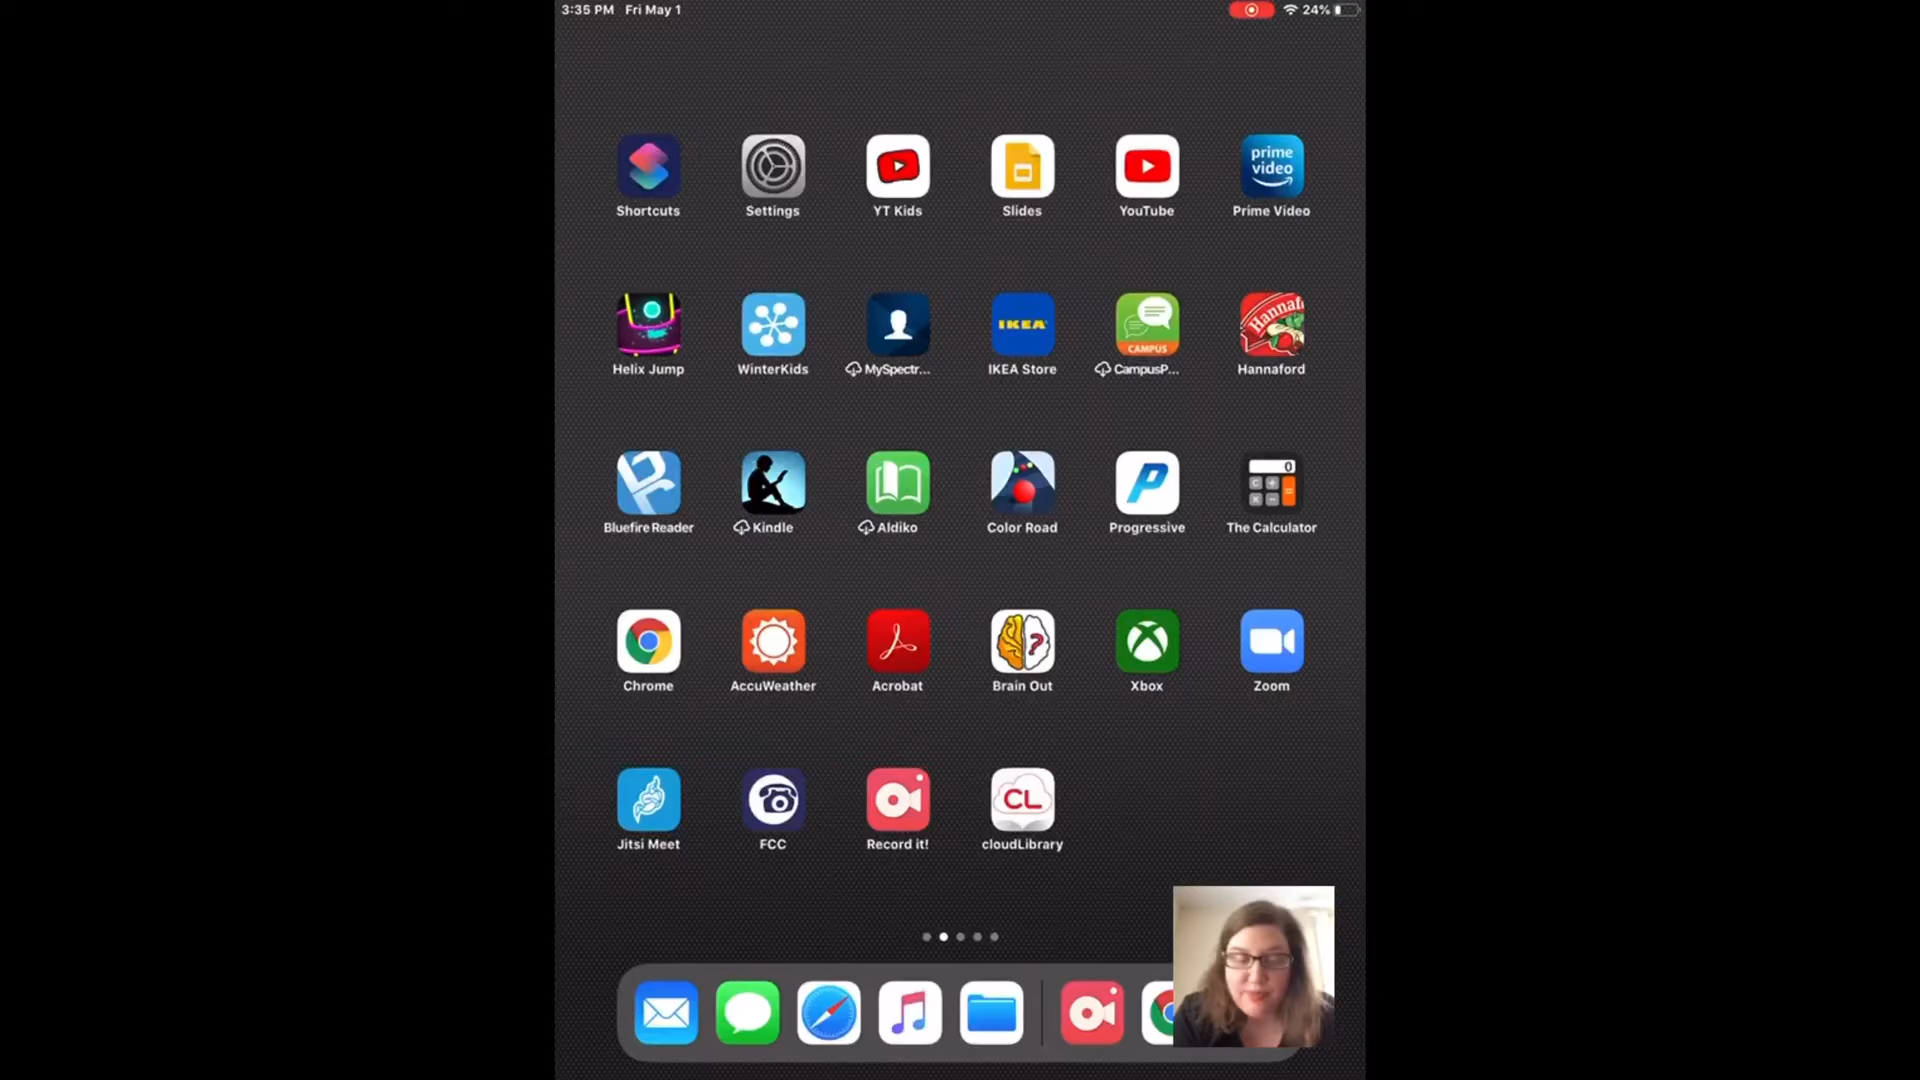 3:35 PM Fri May 1 24%
prime
video
Shortcuts Settings YT Kids Slides YouTube Prime Video
IKEA CAMPUS Hannaf
Helix Jump WinterKids MySpectr... IKEA Store CampusP... Hannaford
0
C +
× − =
Bluefire Reader Kindle Aldiko Color Road Progressive The Calculator
?
Chrome AccuWeather Acrobat Brain Out Xbox Zoom
CL
Jitsi Meet FCC Record it! cloudLibrary